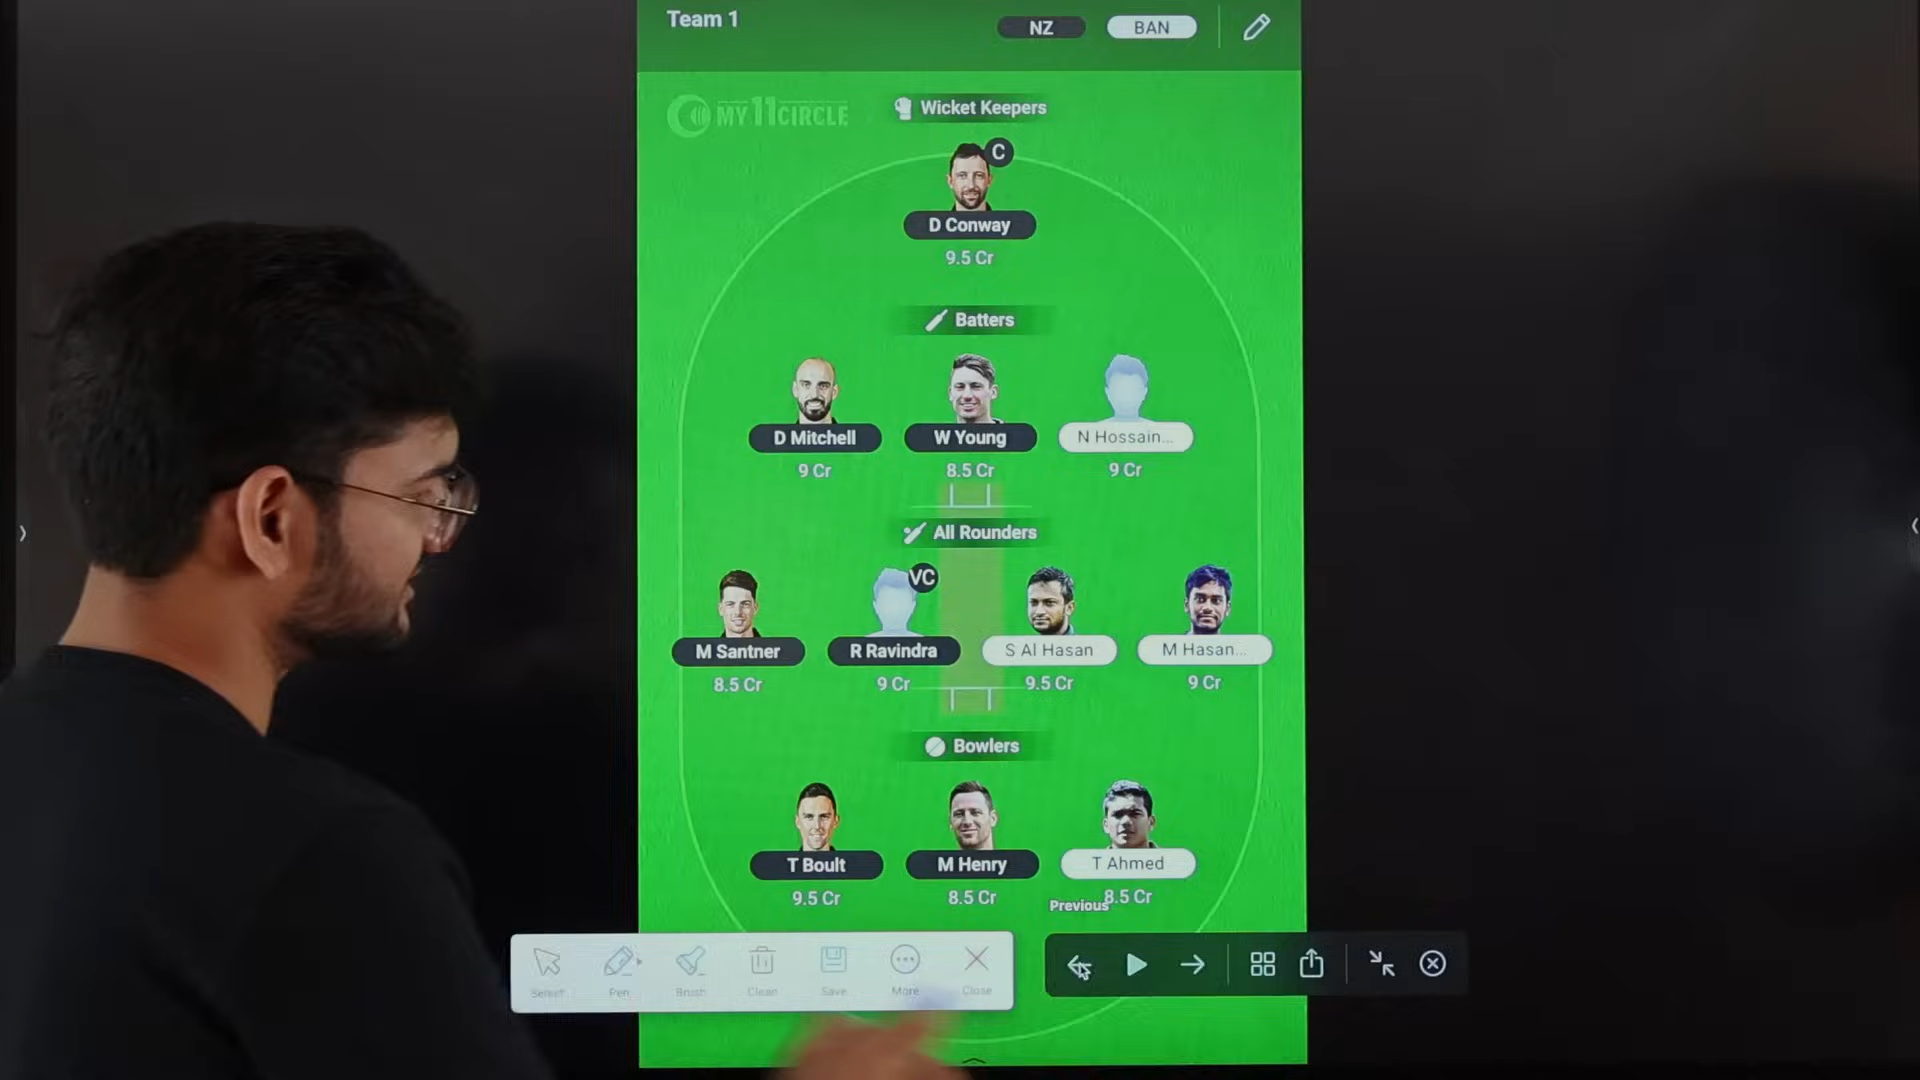 Team 1
NZ
BAN
MY11CIRCLE
Wicket Keepers
C
D Conway
9.5 Cr
Batters
D Mitchell
W Young
N Hossain...
9 Cr
8.5 Cr
9 Cr
All Rounders
VC
M Santner
R Ravindra
S Al Hasan
M Hasan...
8.5 Cr
9 Cr
9.5 Cr
9 Cr
Bowlers
T Boult
M Henry
T Ahmed
9.5 Cr
8.5 Cr
8.5 Cr
Previous
Select
Pen
Brush
Clean
Save
More
Close